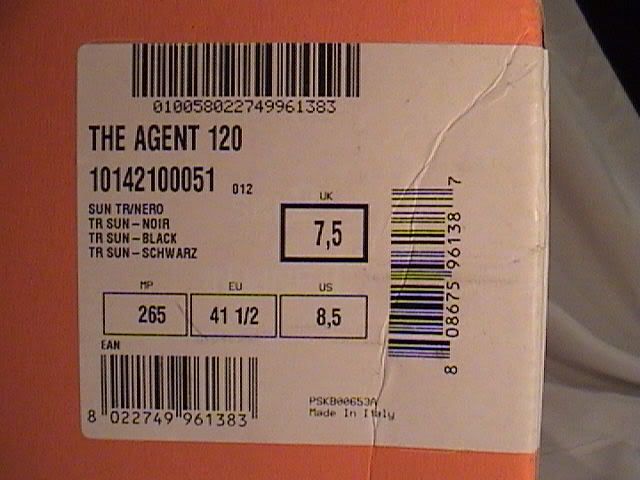 010058022749961383
THE AGENT 120
10142100051 012
SUN TR/NERO
TR SUN-NOIR
TR SUN-BLACK
TR SUN-SCHWARZ
UK
7,5
MP EU US
265 41 1/2 8,5
EAN
8 022749 961383
PSKB00653A
Made In Italy
8 08675 96138 7